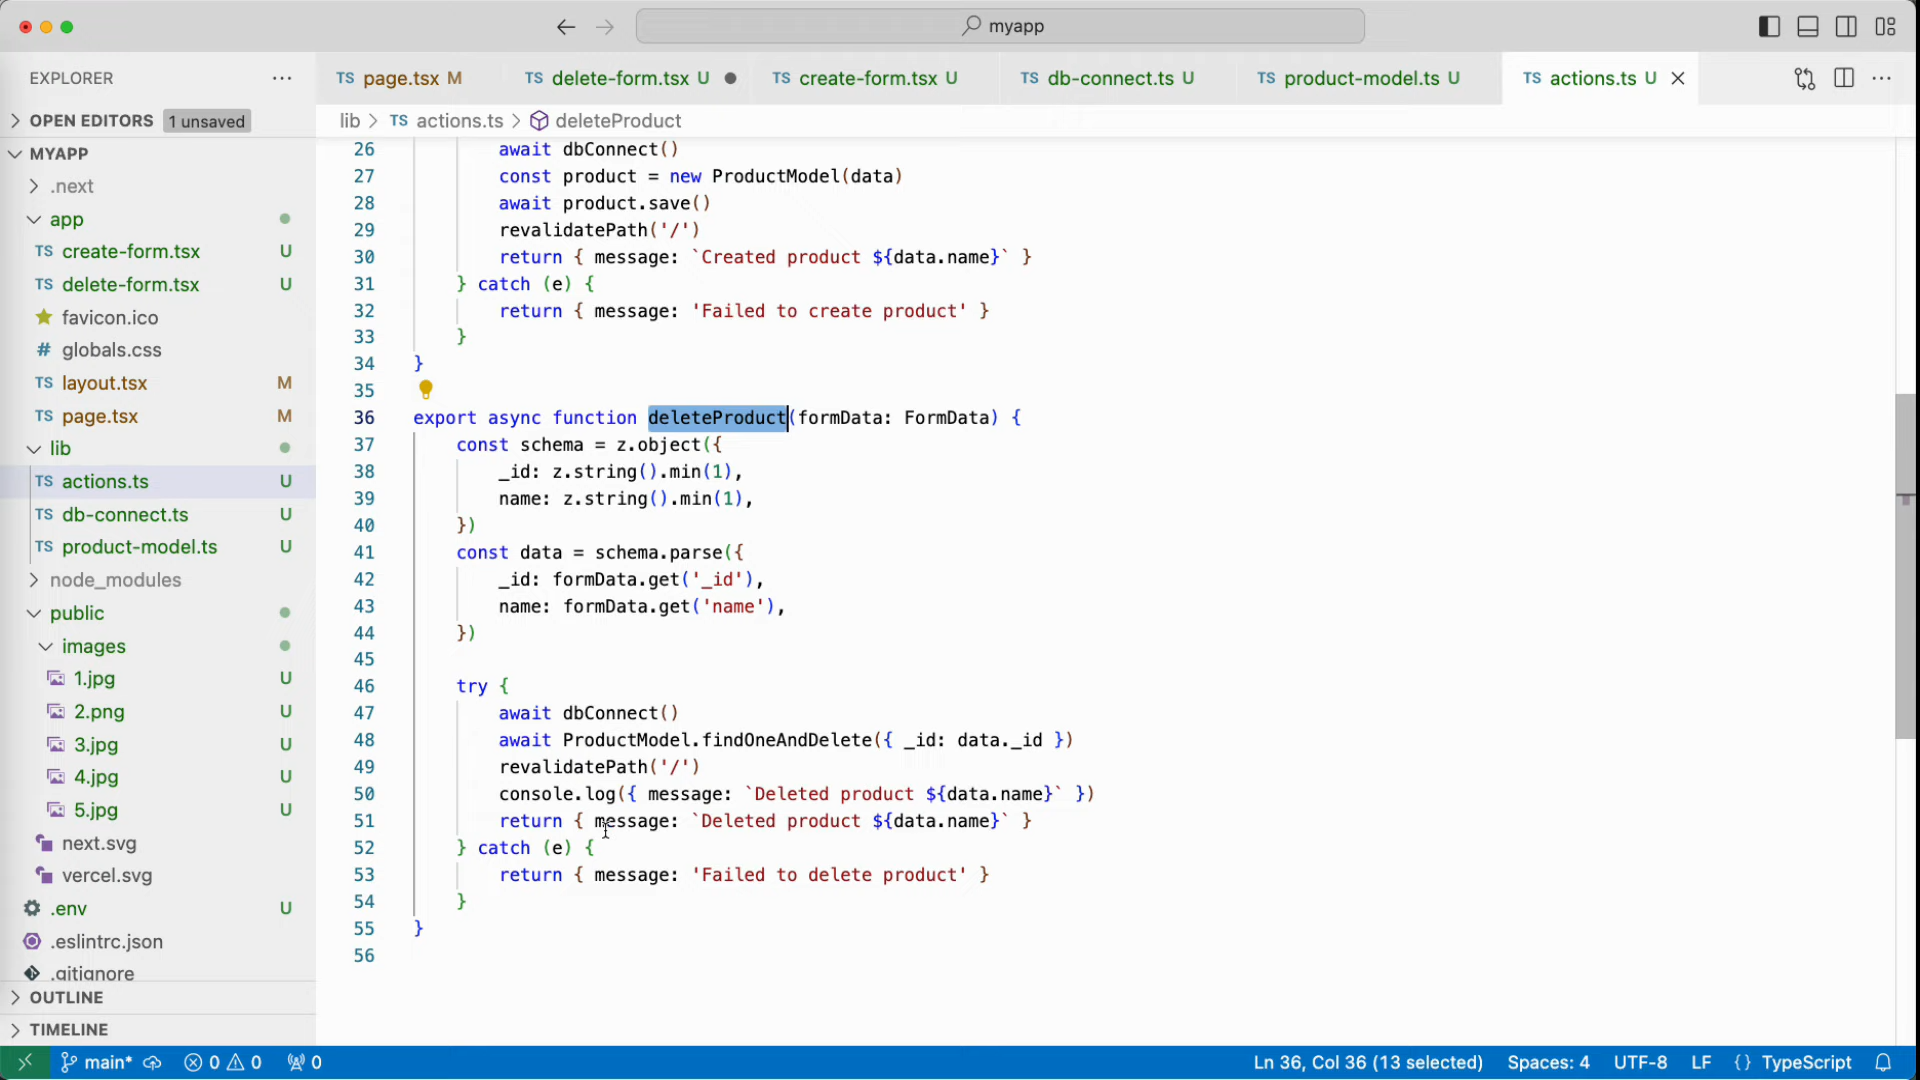 myapp
EXPLORER
TS page.tsx M
TS delete-form.tsx U
TS create-form.tsx U
TS db-connect.ts U
TS product-model.ts U
TS actions.ts U
OPEN EDITORS 1 unsaved
lib > TS actions.ts > deleteProduct
MYAPP
.next
app
TS create-form.tsx U
TS delete-form.tsx U
favicon.ico
# globals.css
TS layout.tsx M
TS page.tsx M
lib
TS actions.ts U
TS db-connect.ts U
TS product-model.ts U
node_modules
public
images
1.jpg U
2.png U
3.jpg U
4.jpg U
5.jpg U
next.svg
vercel.svg
.env U
.eslintrc.json
.gitignore
OUTLINE
TIMELINE
26 await dbConnect()
27 const product = new ProductModel(data)
28 await product.save()
29 revalidatePath('/')
30 return { message: `Created product ${data.name}` }
31 } catch (e) {
32 return { message: 'Failed to create product' }
33 }
34 }
35
36 export async function deleteProduct(formData: FormData) {
37 const schema = z.object({
38 _id: z.string().min(1),
39 name: z.string().min(1),
40 })
41 const data = schema.parse({
42 _id: formData.get('_id'),
43 name: formData.get('name'),
44 })
45
46 try {
47 await dbConnect()
48 await ProductModel.findOneAndDelete({ _id: data._id })
49 revalidatePath('/')
50 console.log({ message: `Deleted product ${data.name}` })
51 return { message: `Deleted product ${data.name}` }
52 } catch (e) {
53 return { message: 'Failed to delete product' }
54 }
55 }
56
main* 0 0 0 Ln 36, Col 36 (13 selected) Spaces: 4 UTF-8 LF {} TypeScript